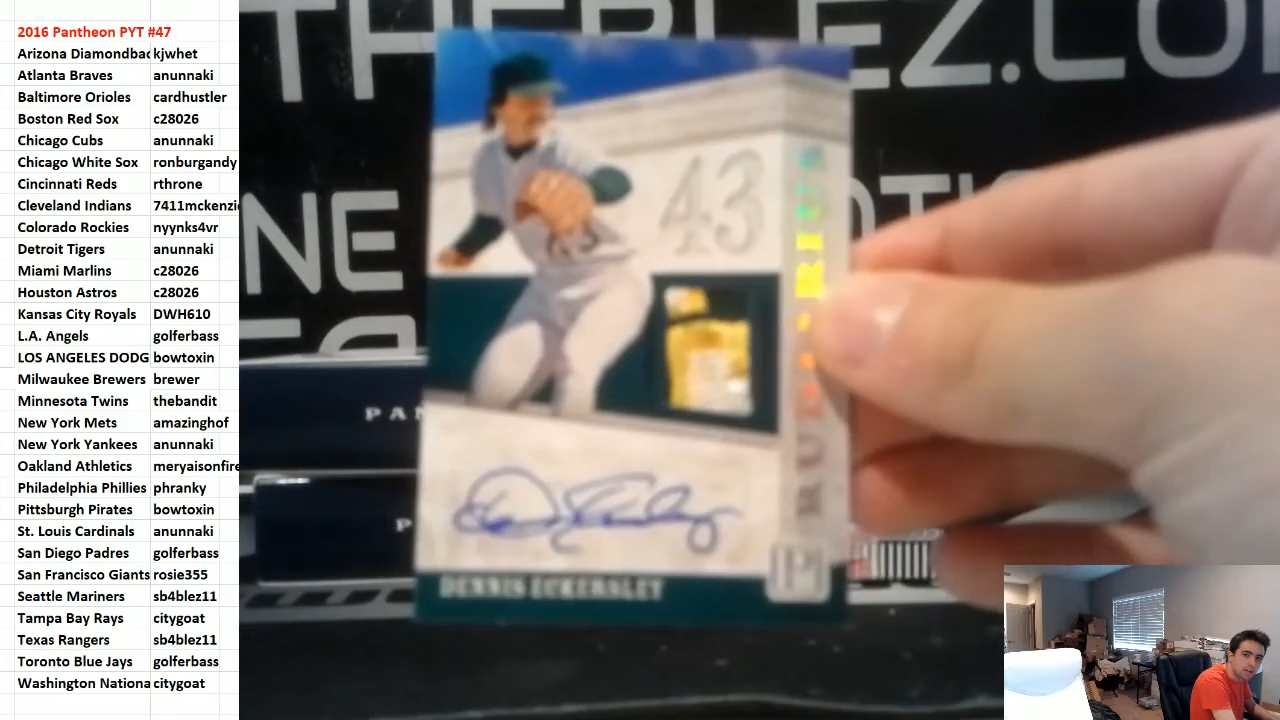 2016 Pantheon PYT #47
Arizona Diamondbac kjwhet
Atlanta Braves anunnaki
Baltimore Orioles cardhustler
Boston Red Sox c28026
Chicago Cubs anunnaki
Chicago White Sox ronburgandy
Cincinnati Reds rthrone
Cleveland Indians 7411mckenzie
Colorado Rockies nyynks4vr
Detroit Tigers anunnaki
Miami Marlins c28026
Houston Astros c28026
Kansas City Royals DWH610
L.A. Angels golferbass
LOS ANGELES DODG bowtoxin
Milwaukee Brewers brewer
Minnesota Twins thebandit
New York Mets amazinghof
New York Yankees anunnaki
Oakland Athletics meryaisonfire
Philadelphia Phillies phranky
Pittsburgh Pirates bowtoxin
St. Louis Cardinals anunnaki
San Diego Padres golferbass
San Francisco Giants rosie355
Seattle Mariners sb4blez11
Tampa Bay Rays citygoat
Texas Rangers sb4blez11
Toronto Blue Jays golferbass
Washington Nationa citygoat
THEBLEZ.CO
NE
43
PAN
P
DENNIS ECKERSLEY
P